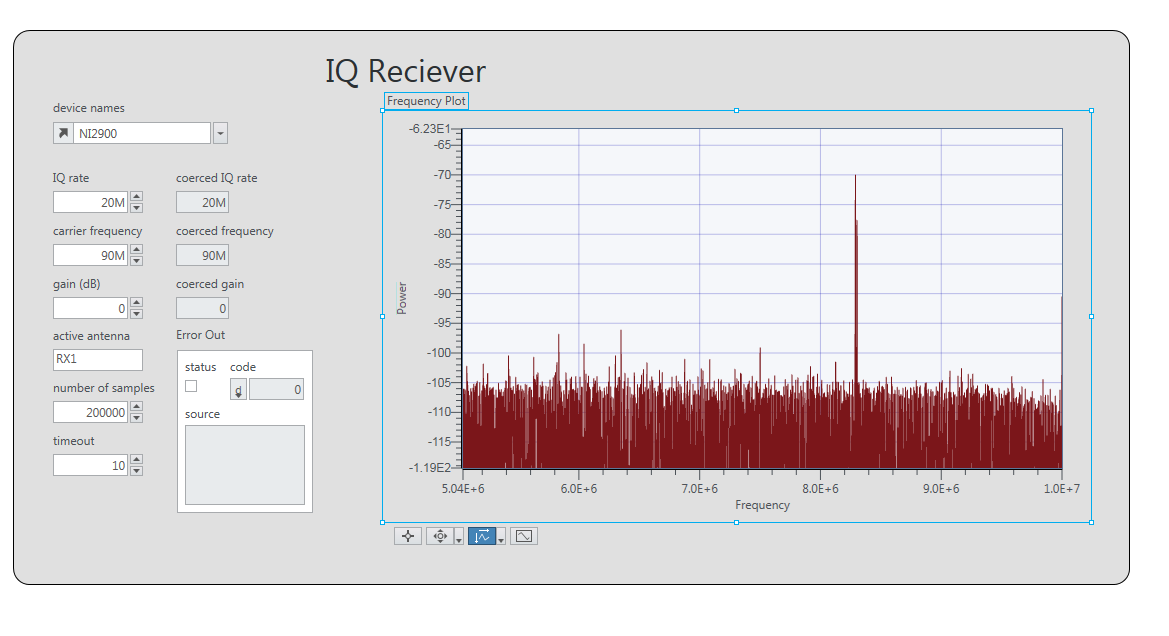 IQ Reciever
device names
NI2900
IQ rate
coerced IQ rate
20M
20M
carrier frequency
coerced frequency
90M
90M
gain (dB)
coerced gain
0
0
active antenna
Error Out
RX1
status
code
number of samples
d
0
200000
source
timeout
10
Frequency Plot
-6.23E1
-65
-70
-75
-80
-85
-90
-95
-100
-105
-110
-115
-1.19E2
Power
5.04E+6
6.0E+6
7.0E+6
8.0E+6
9.0E+6
1.0E+7
Frequency